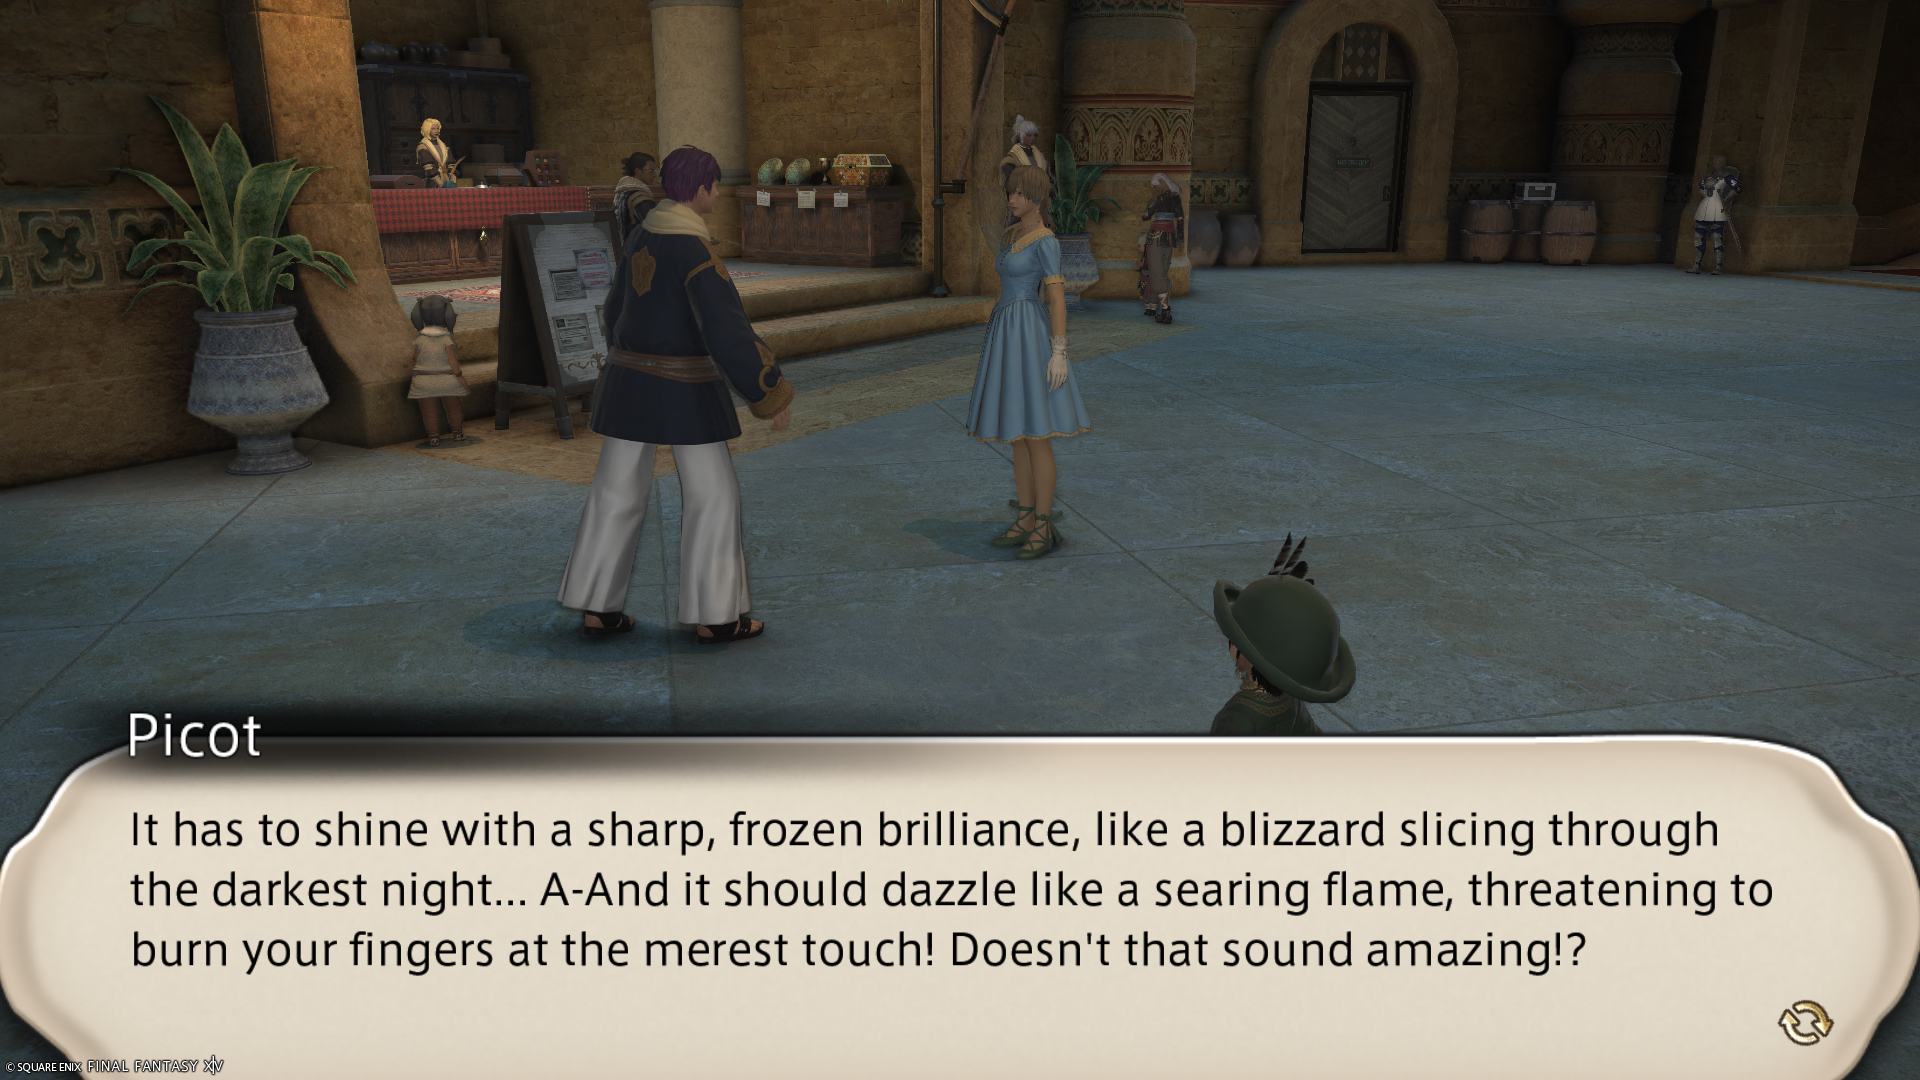 Picot
It has to shine with a sharp, frozen brilliance, like a blizzard slicing through
the darkest night... A-And it should dazzle like a searing flame, threatening to
burn your fingers at the merest touch! Doesn't that sound amazing!?
© SQUARE ENIX FINAL FANTASY XIV